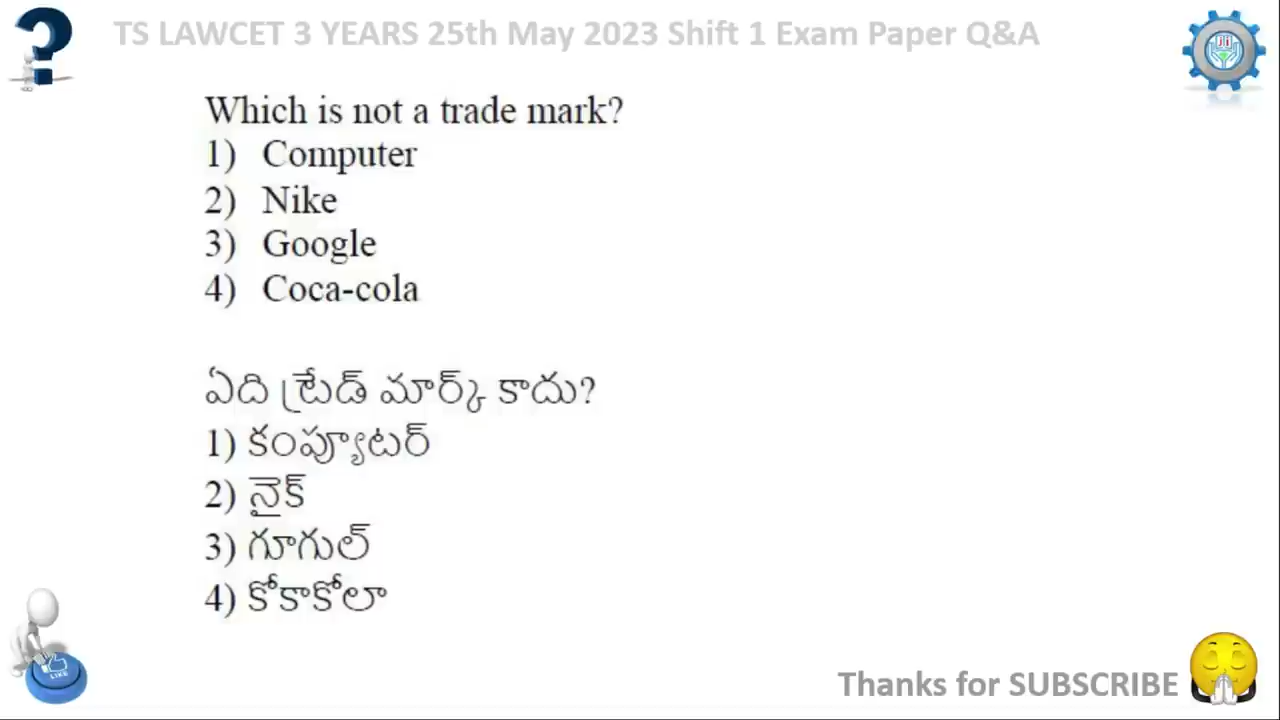 TS LAWCET 3 YEARS 25th May 2023 Shift 1 Exam Paper Q&A
Which is not a trade mark?
1) Computer
2) Nike
3) Google
4) Coca-cola
ఏది ట్రేడ్ మార్క్ కాదు?
1) కంప్యూటర్
2) నైక్
3) గూగుల్
4) కోకాకోలా
LIKE
Thanks for SUBSCRIBE